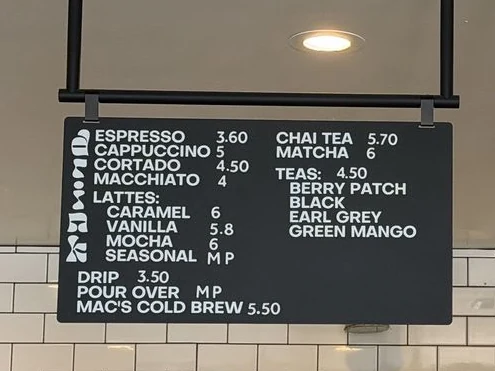 ESPRESSO 3.60
CAPPUCCINO 5
CORTADO 4.50
MACCHIATO 4
LATTES:
CARAMEL 6
VANILLA 5.8
MOCHA 6
SEASONAL MP
DRIP 3.50
POUR OVER MP
MAC'S COLD BREW 5.50
CHAI TEA 5.70
MATCHA 6
TEAS: 4.50
BERRY PATCH
BLACK
EARL GREY
GREEN MANGO